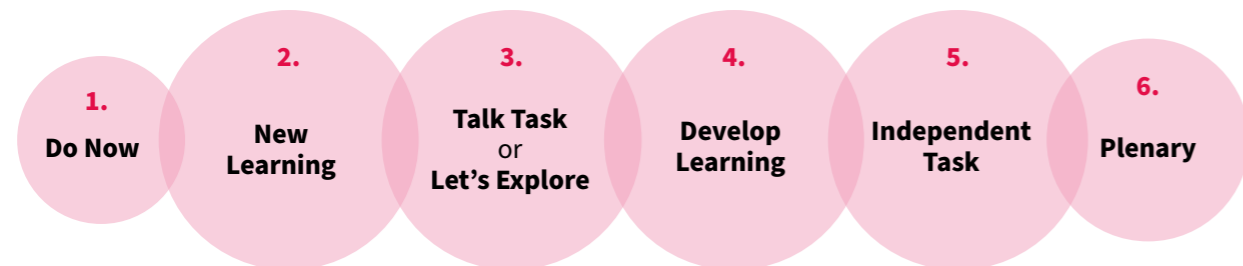 1.
Do Now
2.
New
Learning
3.
Talk Task
or
Let’s Explore
4.
Develop
Learning
5.
Independent
Task
6.
Plenary